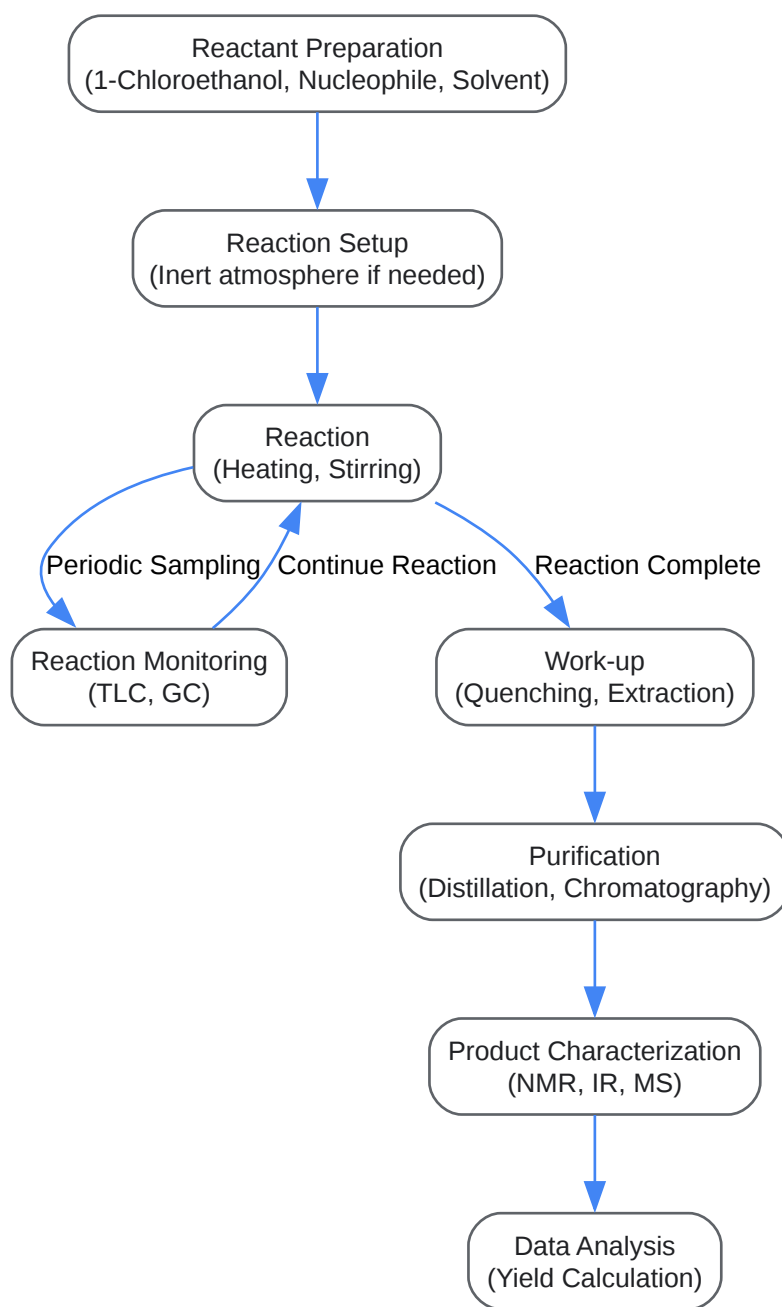 Reactant Preparation
(1-Chloroethanol, Nucleophile, Solvent)
Reaction Setup
(Inert atmosphere if needed)
Reaction
(Heating, Stirring)
Periodic Sampling
Continue Reaction
Reaction Complete
Reaction Monitoring
(TLC, GC)
Work-up
(Quenching, Extraction)
Purification
(Distillation, Chromatography)
Product Characterization
(NMR, IR, MS)
Data Analysis
(Yield Calculation)